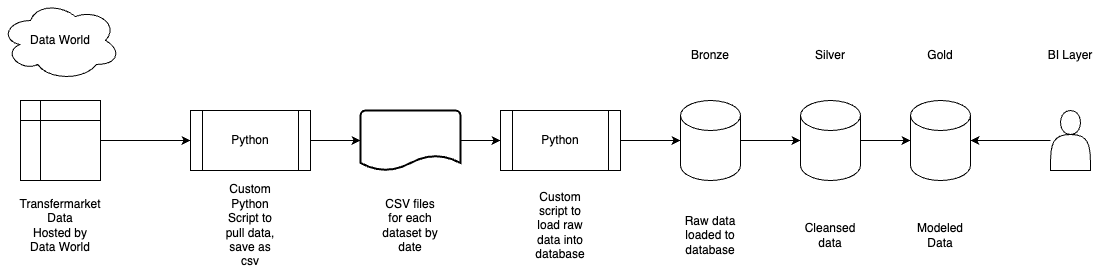 Data World
Bronze
Silver
Gold
BI Layer
Python
Python
Transfermarket
Data
Hosted by
Data World
Custom
Python
Script to
pull data,
save as
csv
CSV files
for each
dataset by
date
Custom
script to
load raw
data into
database
Raw data
loaded to
database
Cleansed
data
Modeled
Data